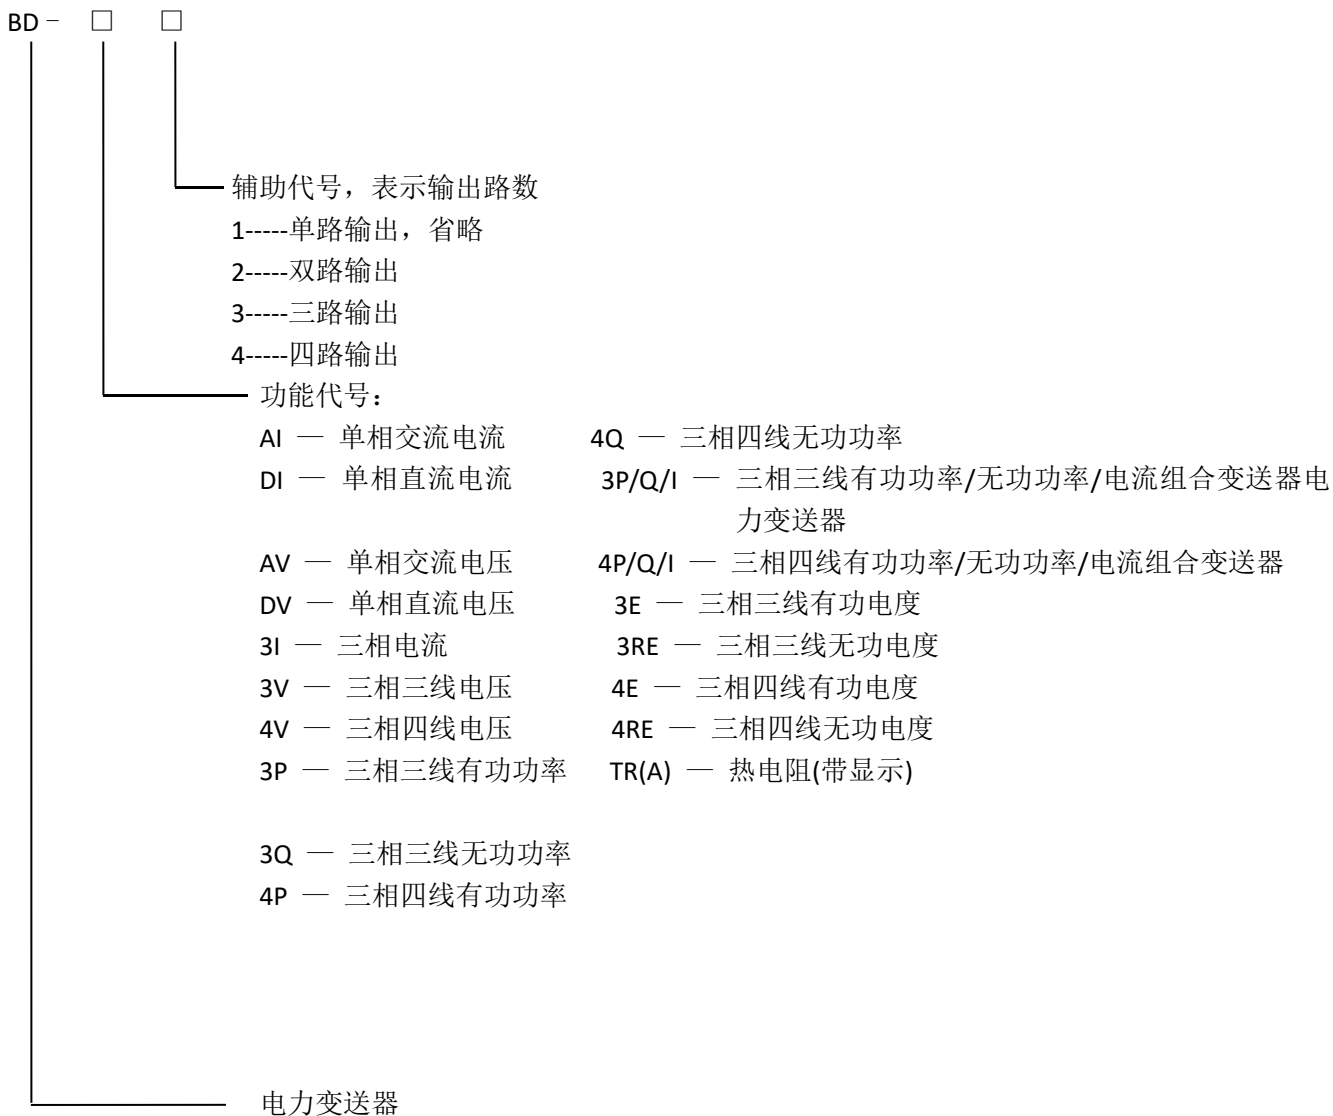 BD－ □ □
辅助代号，表示输出路数
1-----单路输出，省略
2-----双路输出
3-----三路输出
4-----四路输出
功能代号：
AI — 单相交流电流 4Q — 三相四线无功功率
DI — 单相直流电流 3P/Q/I — 三相三线有功功率/无功功率/电流组合变送器电
力变送器
AV — 单相交流电压 4P/Q/I — 三相四线有功功率/无功功率/电流组合变送器
DV — 单相直流电压 3E — 三相三线有功电度
3I — 三相电流 3RE — 三相三线无功电度
3V — 三相三线电压 4E — 三相四线有功电度
4V — 三相四线电压 4RE — 三相四线无功电度
3P — 三相三线有功功率 TR(A) — 热电阻(带显示)
3Q — 三相三线无功功率
4P — 三相四线有功功率
电力变送器